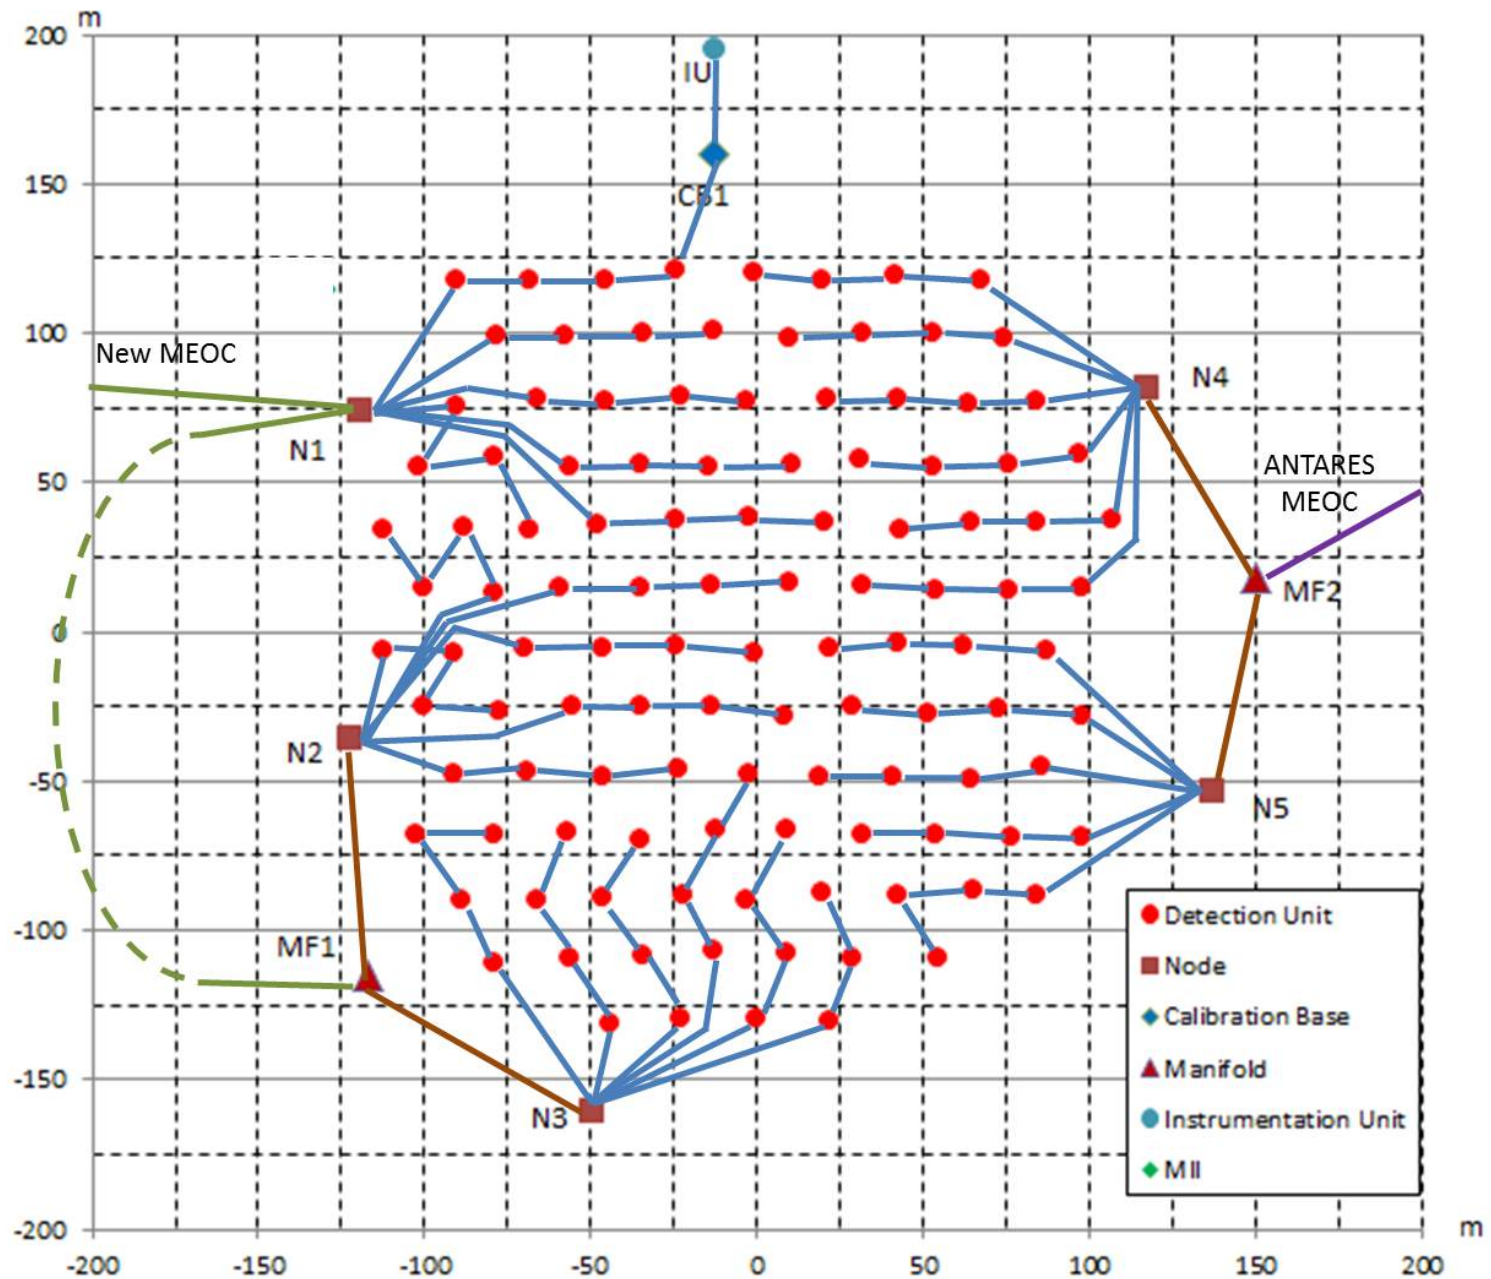 m
200
IU
150
CB1
100
New MEOC
N4
N1
50
ANTARES
MEOC
MF2
0
N2
-50
N5
MF1
-100
Detection Unit
Node
Calibration Base
Manifold
Instrumentation Unit
MII
-150
N3
-200
m
-200 -150 -100 -50 0 50 100 150 200